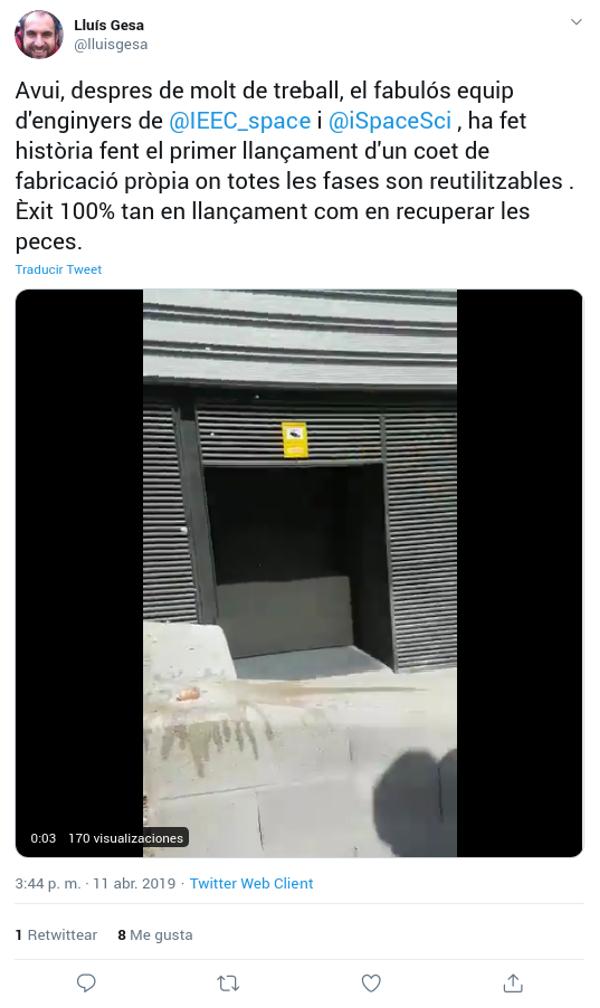 Lluís Gesa
@lluisgesa
Avui, despres de molt de treball, el fabulós equip
d'enginyers de @IEEC_space i @iSpaceSci , ha fet
història fent el primer llançament d'un coet de
fabricació pròpia on totes les fases son reutilitzables .
Èxit 100% tan en llançament com en recuperar les
peces.
Traducir Tweet
0:03 170 visualizaciones
3:44 p. m. · 11 abr. 2019 · Twitter Web Client
1 Retwittear 8 Me gusta